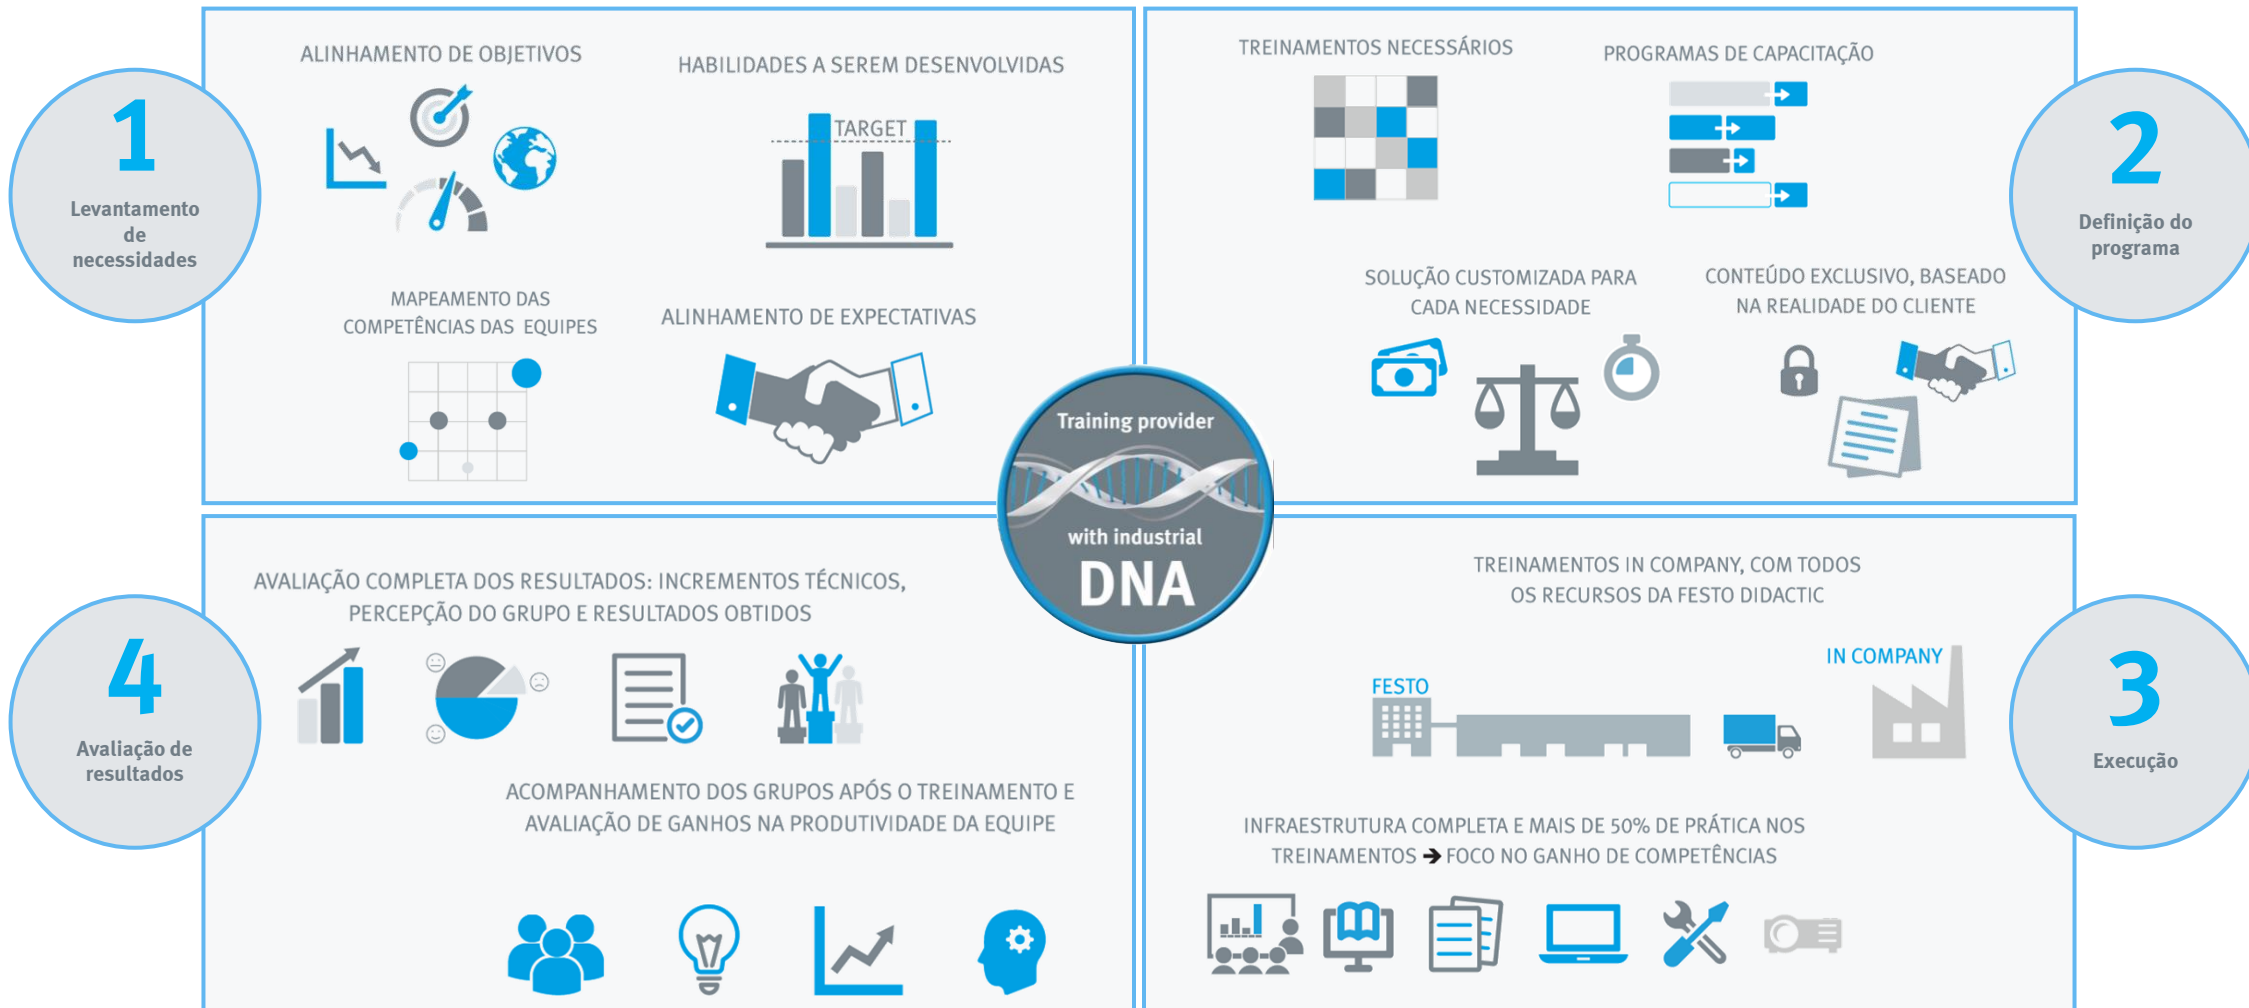 1
Levantamento
de
necessidades
ALINHAMENTO DE OBJETIVOS
HABILIDADES A SEREM DESENVOLVIDAS
TARGET
MAPEAMENTO DAS
COMPETÊNCIAS DAS EQUIPES
ALINHAMENTO DE EXPECTATIVAS
2
Definição do
programa
TREINAMENTOS NECESSÁRIOS
PROGRAMAS DE CAPACITAÇÃO
SOLUÇÃO CUSTOMIZADA PARA
CADA NECESSIDADE
CONTEÚDO EXCLUSIVO, BASEADO
NA REALIDADE DO CLIENTE
Training provider
with industrial
DNA
3
Execução
TREINAMENTOS IN COMPANY, COM TODOS
OS RECURSOS DA FESTO DIDACTIC
FESTO
IN COMPANY
INFRAESTRUTURA COMPLETA E MAIS DE 50% DE PRÁTICA NOS
TREINAMENTOS ➔ FOCO NO GANHO DE COMPETÊNCIAS
4
Avaliação de
resultados
AVALIAÇÃO COMPLETA DOS RESULTADOS: INCREMENTOS TÉCNICOS,
PERCEPÇÃO DO GRUPO E RESULTADOS OBTIDOS
ACOMPANHAMENTO DOS GRUPOS APÓS O TREINAMENTO E
AVALIAÇÃO DE GANHOS NA PRODUTIVIDADE DA EQUIPE